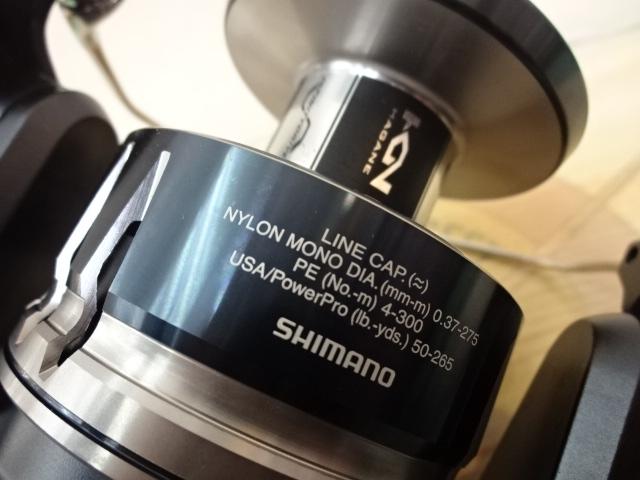 HAGANE
LINE CAP.(≈)
NYLON MONO DIA.(mm-m) 0.37-275
PE (No.-m) 4-300
USA/PowerPro (lb.-yds.) 50-265
SHIMANO